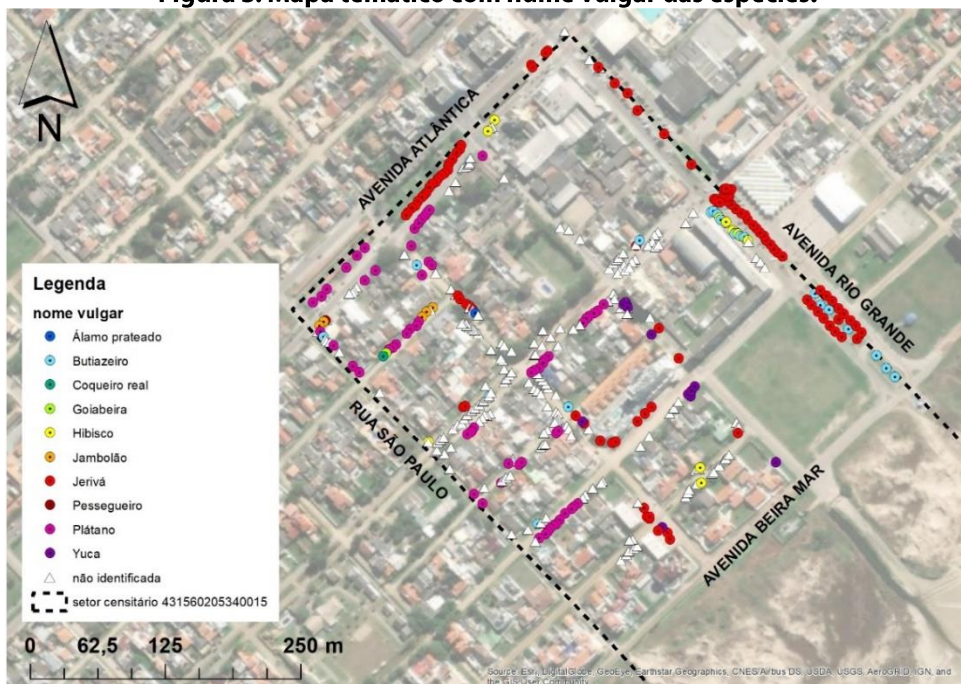 Figura 3. Mapa temático com nome vulgar das espécies.
N
AVENIDA ATLÂNTICA
AVENIDA RIO GRANDE
RUA SÃO PAULO
AVENIDA BEIRA MAR
Legenda
nome vulgar
Álamo prateado
Butiazeiro
Coqueiro real
Goiabeira
Hibisco
Jambolão
Jerivá
Pessegueiro
Plátano
Yuca
não identificada
setor censitário 431560205340015
0 62,5 125 250 m
Source: Esri, DigitalGlobe, GeoEye, Earthstar Geographics, CNES/Airbus DS, USDA, USGS, AeroGRID, IGN, and
the GIS User Community